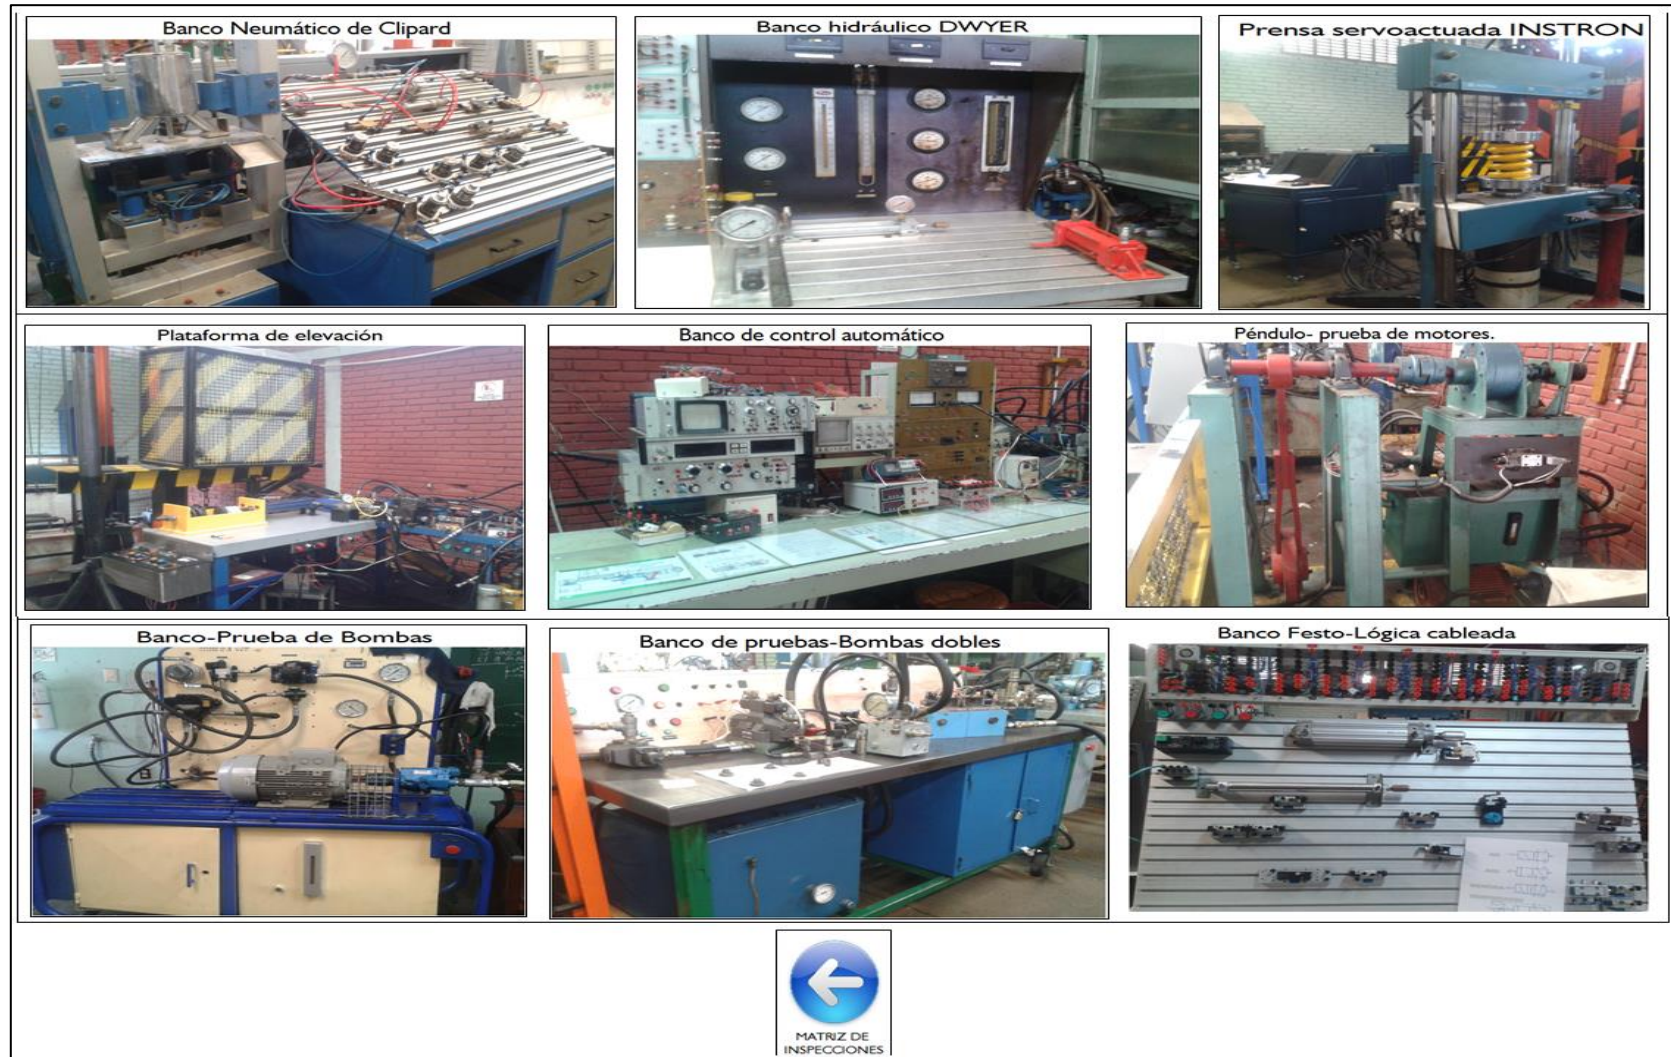 Banco Neumático de Clipard
Banco hidráulico DWYER
Prensa servoactuada INSTRON
Plataforma de elevación
Banco de control automático
Péndulo- prueba de motores.
Banco-Prueba de Bombas
Banco de pruebas-Bombas dobles
Banco Festo-Lógica cableada
MATRIZ DE
INSPECCIONES